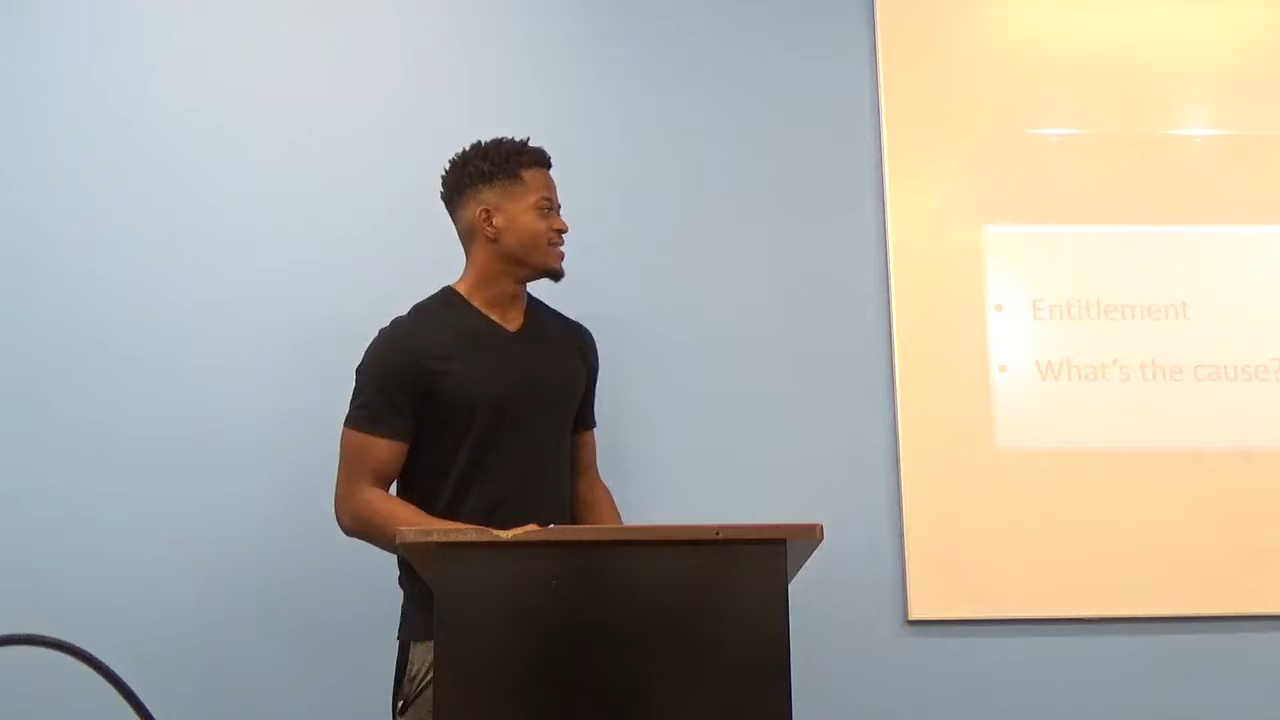 • Entitlement
• What's the cause?